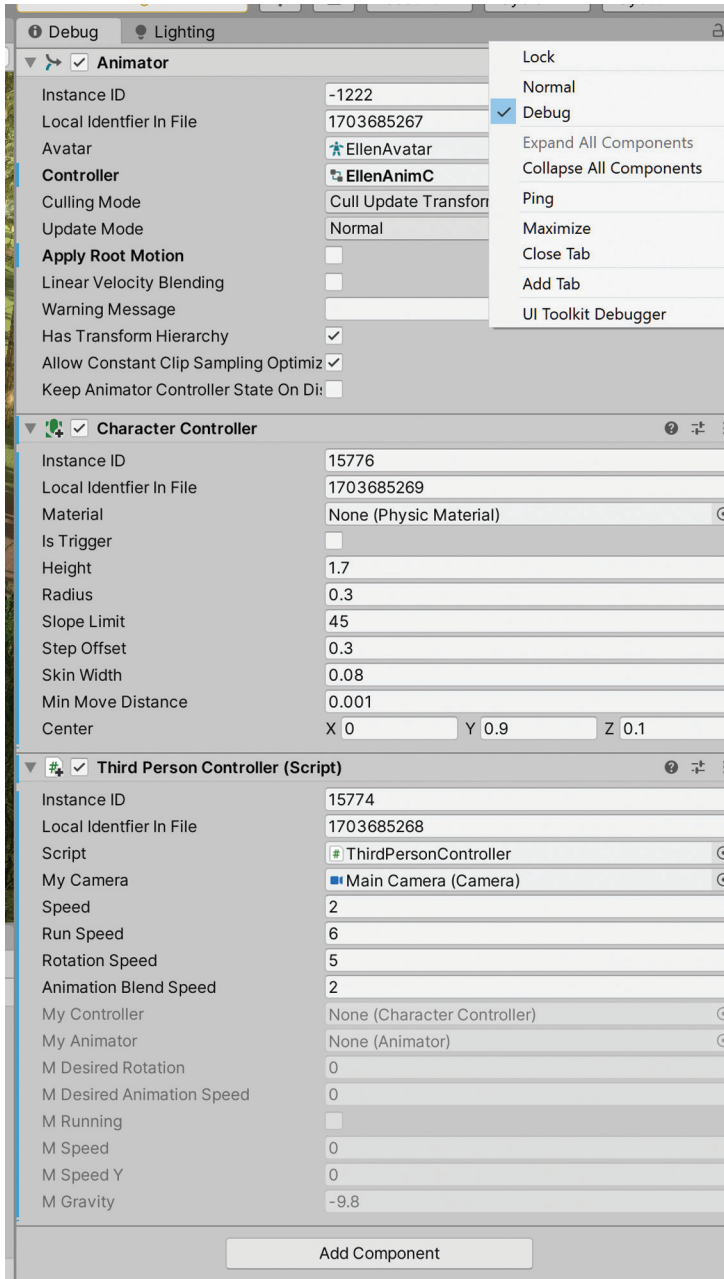 Debug Lighting
Lock
Normal
Debug
Expand All Components
Collapse All Components
Ping
Maximize
Close Tab
Add Tab
UI Toolkit Debugger
Animator
Instance ID -1222
Local Identfier In File 1703685267
Avatar EllenAvatar
Controller EllenAnimC
Culling Mode Cull Update Transfor
Update Mode Normal
Apply Root Motion
Linear Velocity Blending
Warning Message
Has Transform Hierarchy
Allow Constant Clip Sampling Optimiz
Keep Animator Controller State On Di
Character Controller
Instance ID 15776
Local Identfier In File 1703685269
Material None (Physic Material)
Is Trigger
Height 1.7
Radius 0.3
Slope Limit 45
Step Offset 0.3
Skin Width 0.08
Min Move Distance 0.001
Center X 0 Y 0.9 Z 0.1
# Third Person Controller (Script)
Instance ID 15774
Local Identfier In File 1703685268
Script # ThirdPersonController
My Camera Main Camera (Camera)
Speed 2
Run Speed 6
Rotation Speed 5
Animation Blend Speed 2
My Controller None (Character Controller)
My Animator None (Animator)
M Desired Rotation 0
M Desired Animation Speed 0
M Running
M Speed 0
M Speed Y 0
M Gravity -9.8
Add Component